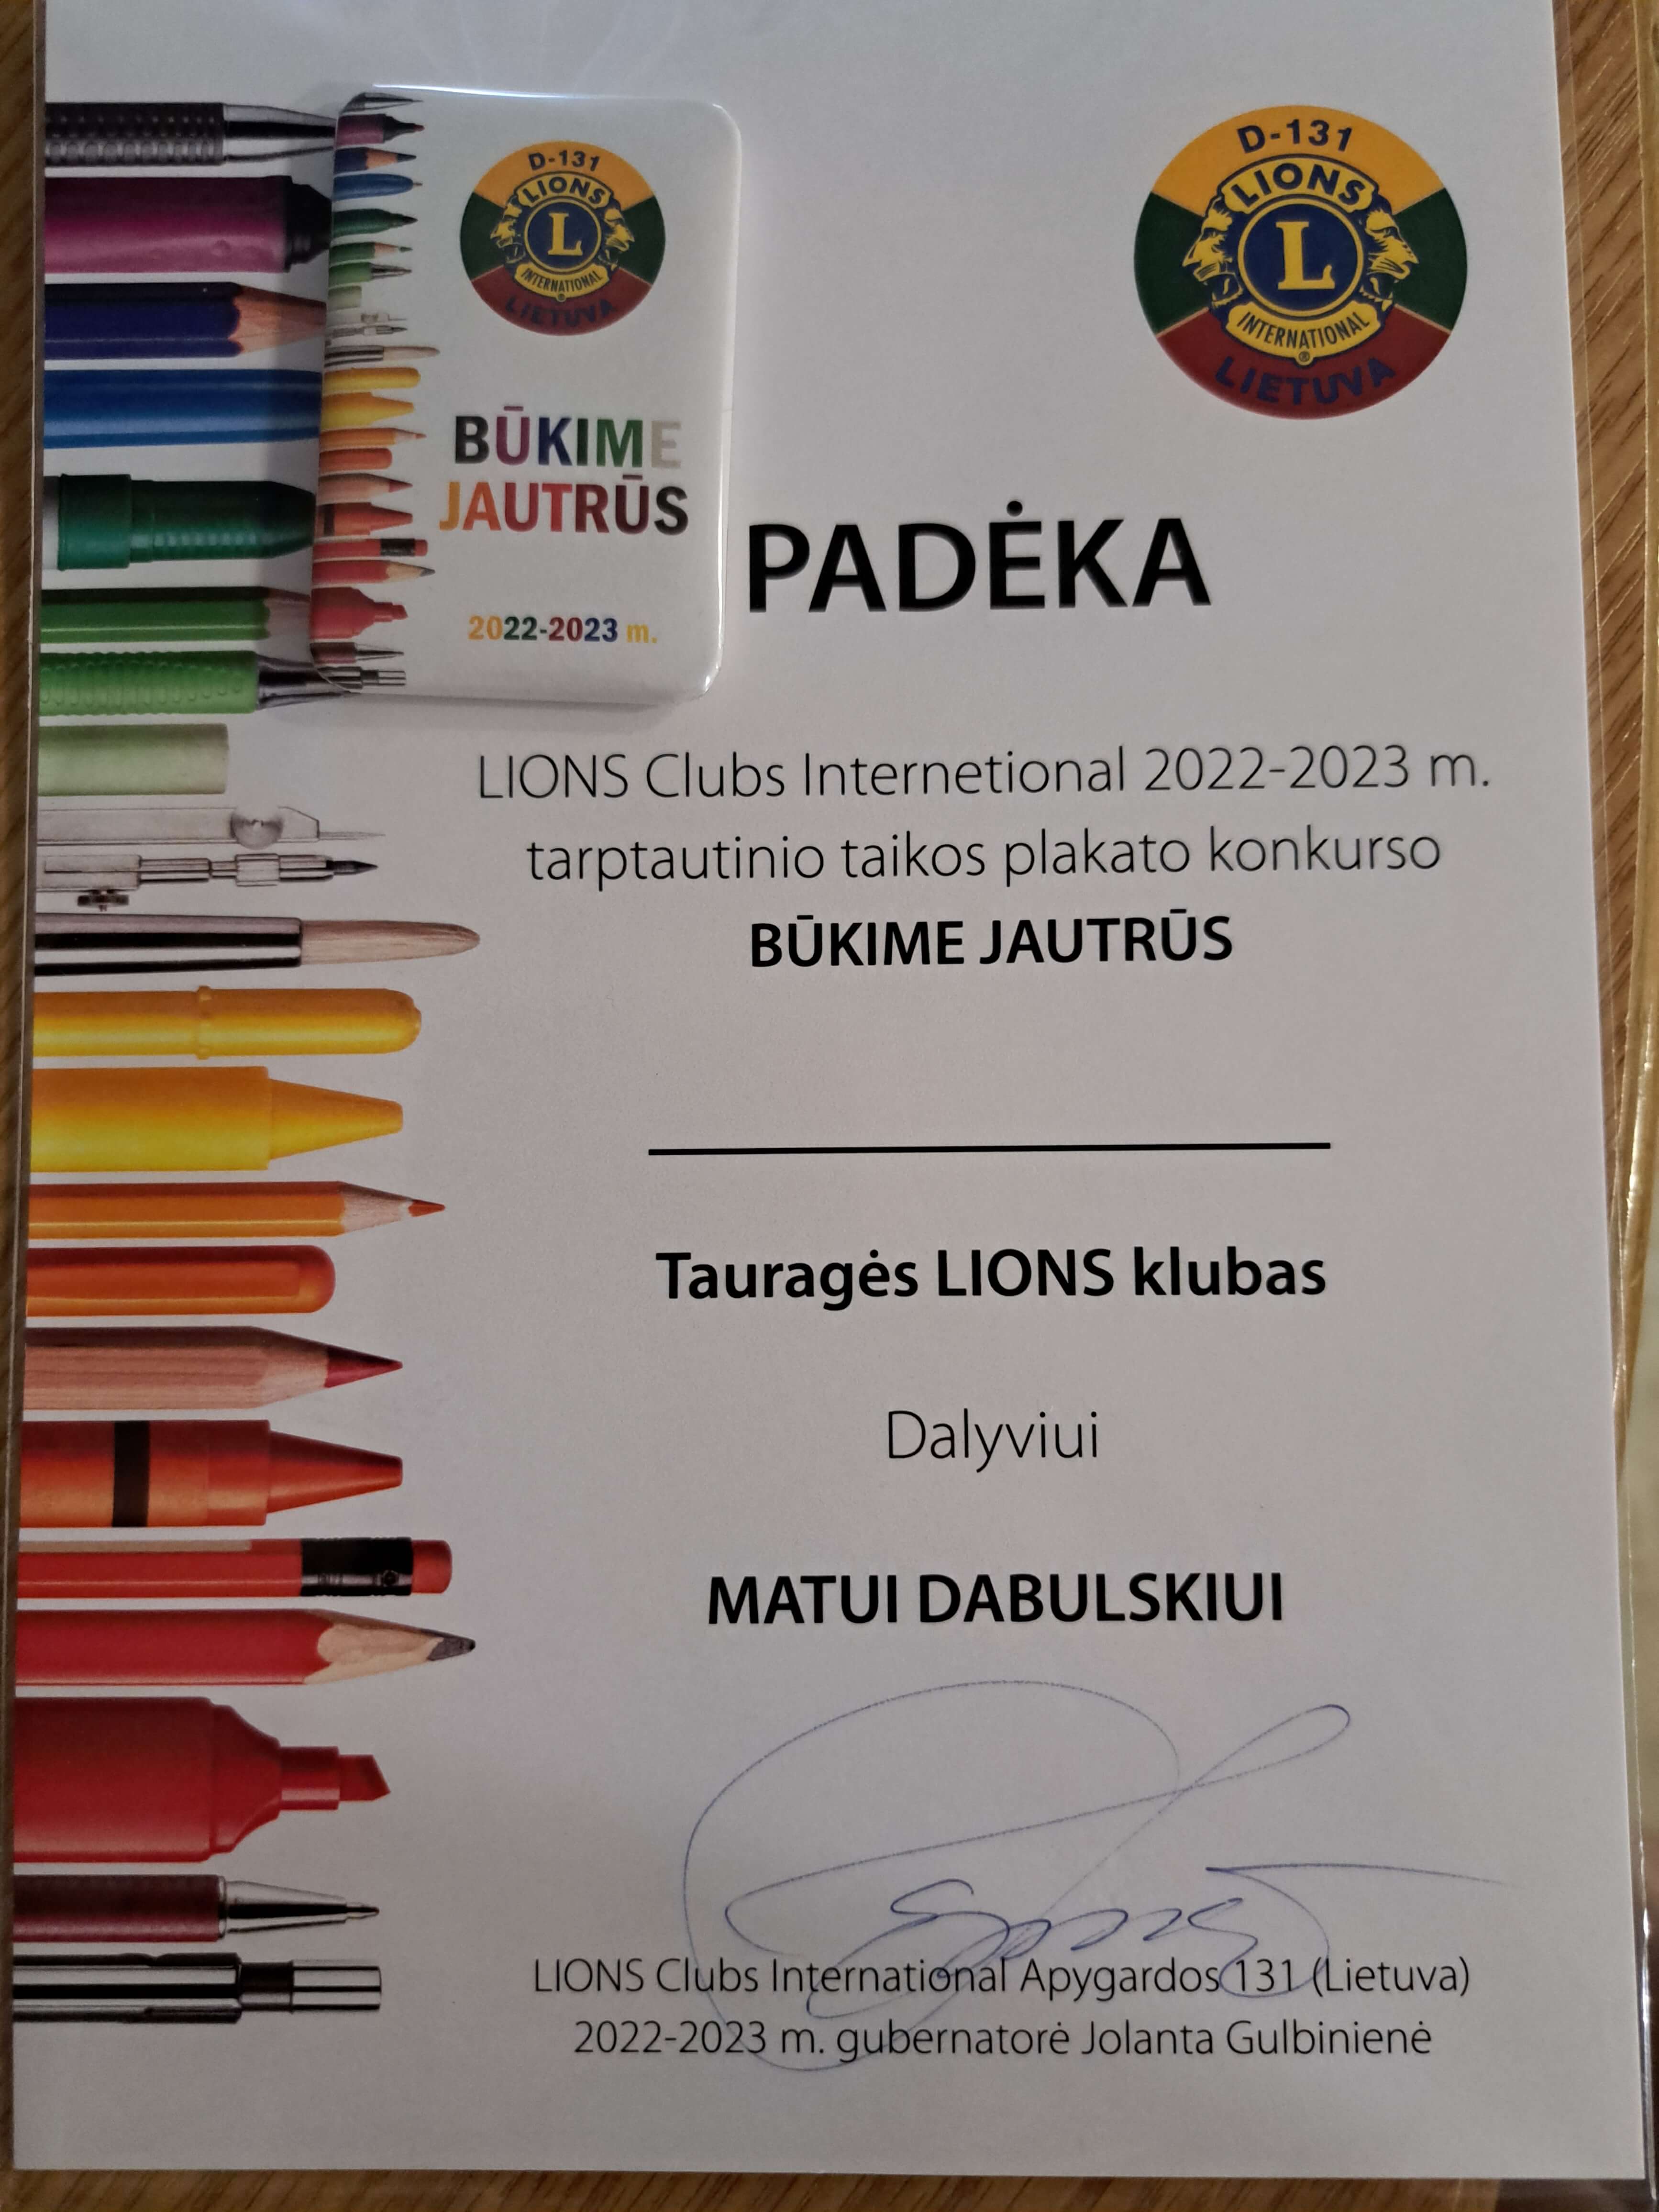 D-131
LIONS
L
INTERNATIONAL
®
LIETUVA
BŪKIME
JAUTRŪS
2022-2023 m.
D-131
LIONS
L
INTERNATIONAL
®
LIETUVA
PADĖKA
LIONS Clubs Internetional 2022-2023 m.
tarptautinio taikos plakato konkurso
BŪKIME JAUTRŪS
Tauragės LIONS klubas
Dalyviui
MATUI DABULSKIUI
LIONS Clubs International Apygardos 131 (Lietuva)
2022-2023 m. gubernatorė Jolanta Gulbinienė